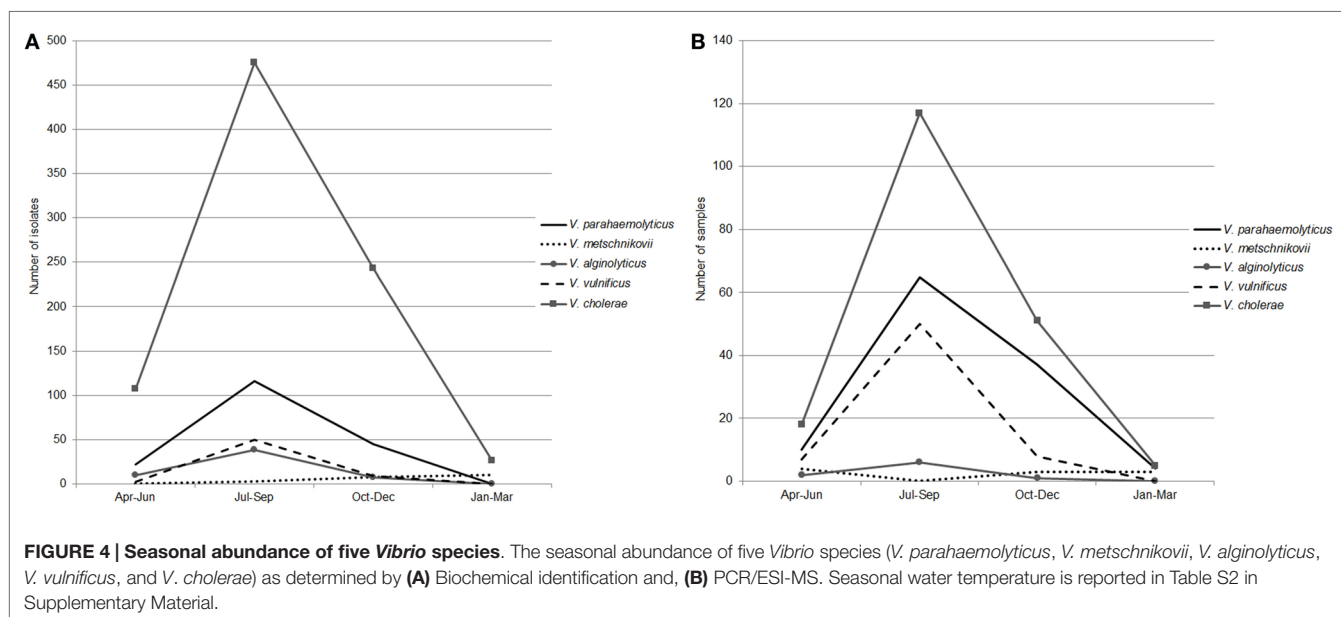 A
500
450
400
350
300
250
200
150
100
50
0
Number of isolates
Apr-Jun
Jul-Sep
Oct-Dec
Jan-Mar
V. parahaemolyticus
V. metschnikovii
V. alginolyticus
V. vulnificus
V. cholerae
B
140
120
100
80
60
40
20
0
Number of samples
Apr-Jun
Jul-Sep
Oct-Dec
Jan-Mar
V. parahaemolyticus
V. metschnikovii
V. alginolyticus
V. vulnificus
V. cholerae
FIGURE 4 | Seasonal abundance of five Vibrio species. The seasonal abundance of five Vibrio species (V. parahaemolyticus, V. metschnikovii, V. alginolyticus,
V. vulnificus, and V. cholerae) as determined by (A) Biochemical identification and, (B) PCR/ESI-MS. Seasonal water temperature is reported in Table S2 in
Supplementary Material.